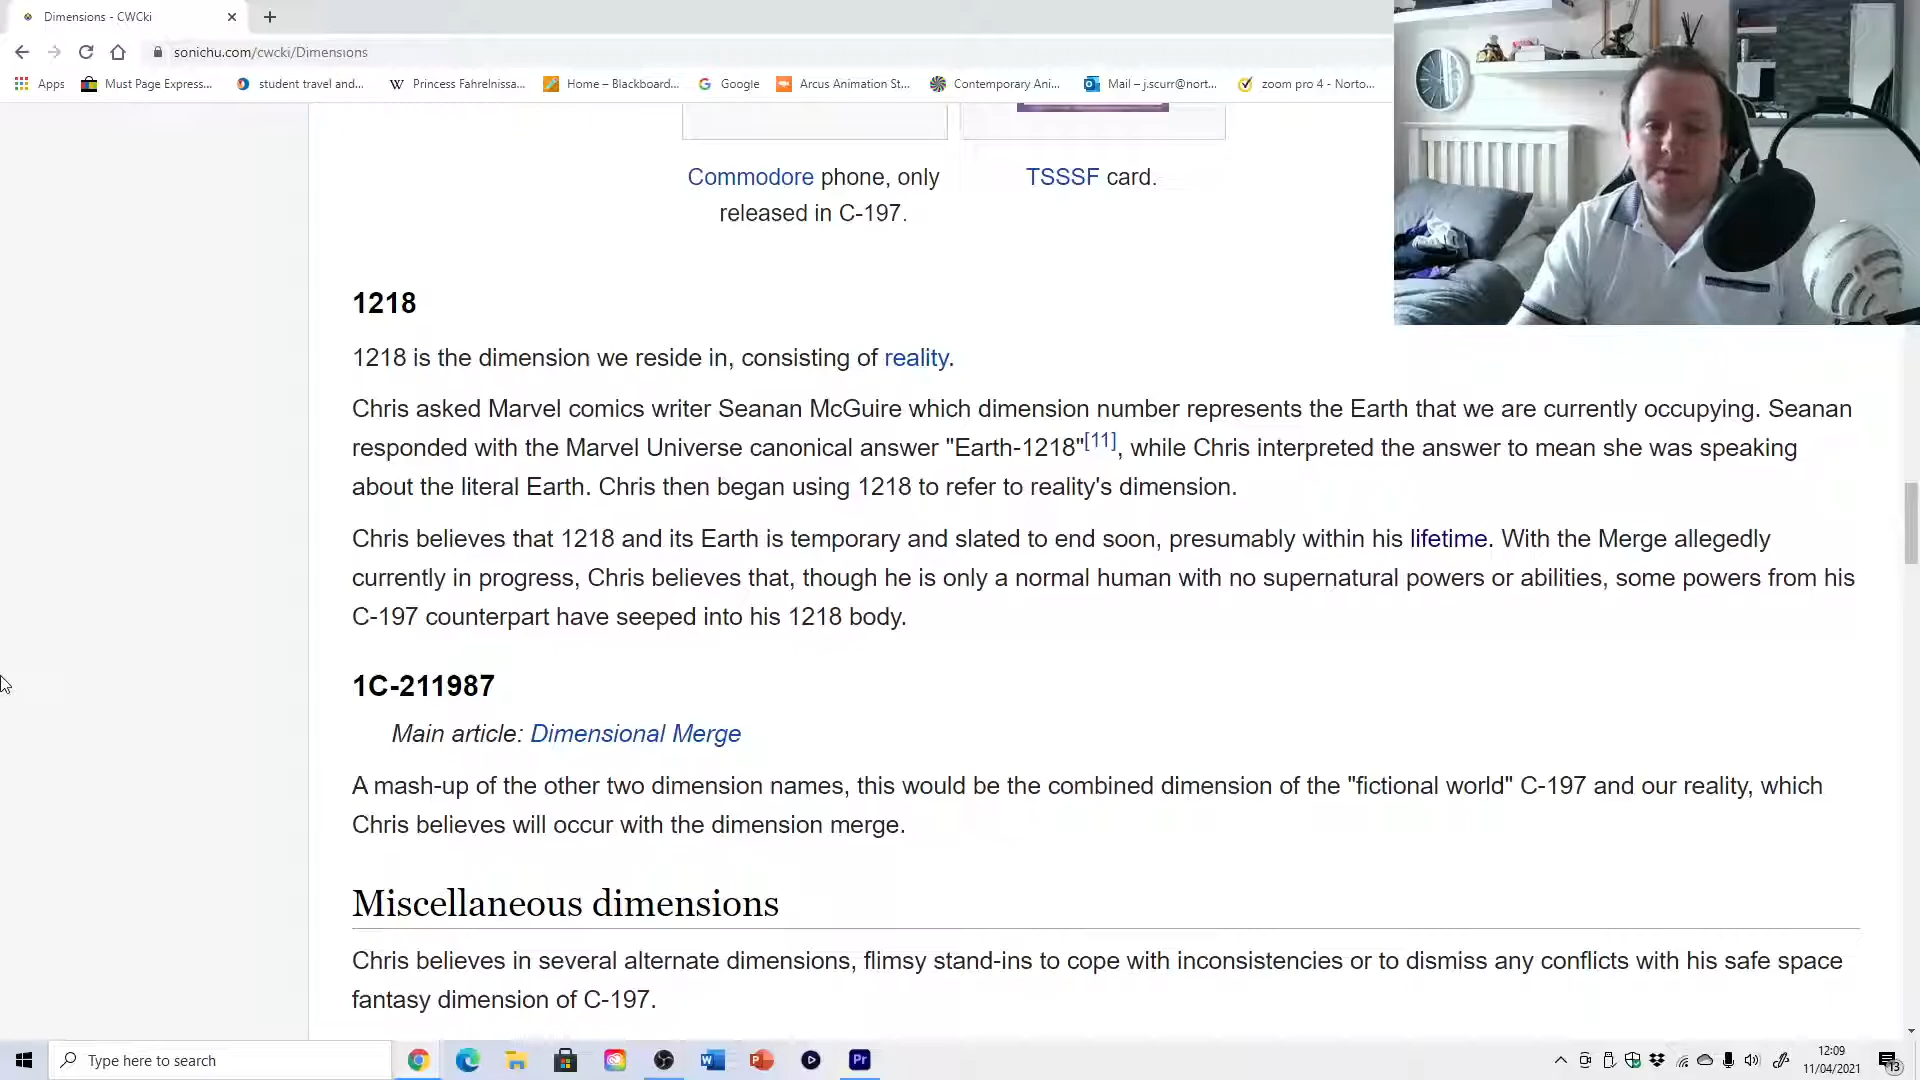 Dimensions - CWCki
sonichu.com/cwcki/Dimensions
Apps
Must Page Express...
student travel and...
Princess Fahrelnissa...
Home – Blackboard...
Google
Arcus Animation St...
Contemporary Ani...
Mail – j.scurr@nort...
zoom pro 4 - Norto...
Commodore phone, only
released in C-197.
TSSSF card.
1218
1218 is the dimension we reside in, consisting of reality.
Chris asked Marvel comics writer Seanan McGuire which dimension number represents the Earth that we are currently occupying. Seanan
responded with the Marvel Universe canonical answer "Earth-1218"[11], while Chris interpreted the answer to mean she was speaking
about the literal Earth. Chris then began using 1218 to refer to reality's dimension.
Chris believes that 1218 and its Earth is temporary and slated to end soon, presumably within his lifetime. With the Merge allegedly
currently in progress, Chris believes that, though he is only a normal human with no supernatural powers or abilities, some powers from his
C-197 counterpart have seeped into his 1218 body.
1C-211987
Main article: Dimensional Merge
A mash-up of the other two dimension names, this would be the combined dimension of the "fictional world" C-197 and our reality, which
Chris believes will occur with the dimension merge.
Miscellaneous dimensions
Chris believes in several alternate dimensions, flimsy stand-ins to cope with inconsistencies or to dismiss any conflicts with his safe space
fantasy dimension of C-197.
Type here to search
12:09
11/04/2021
13